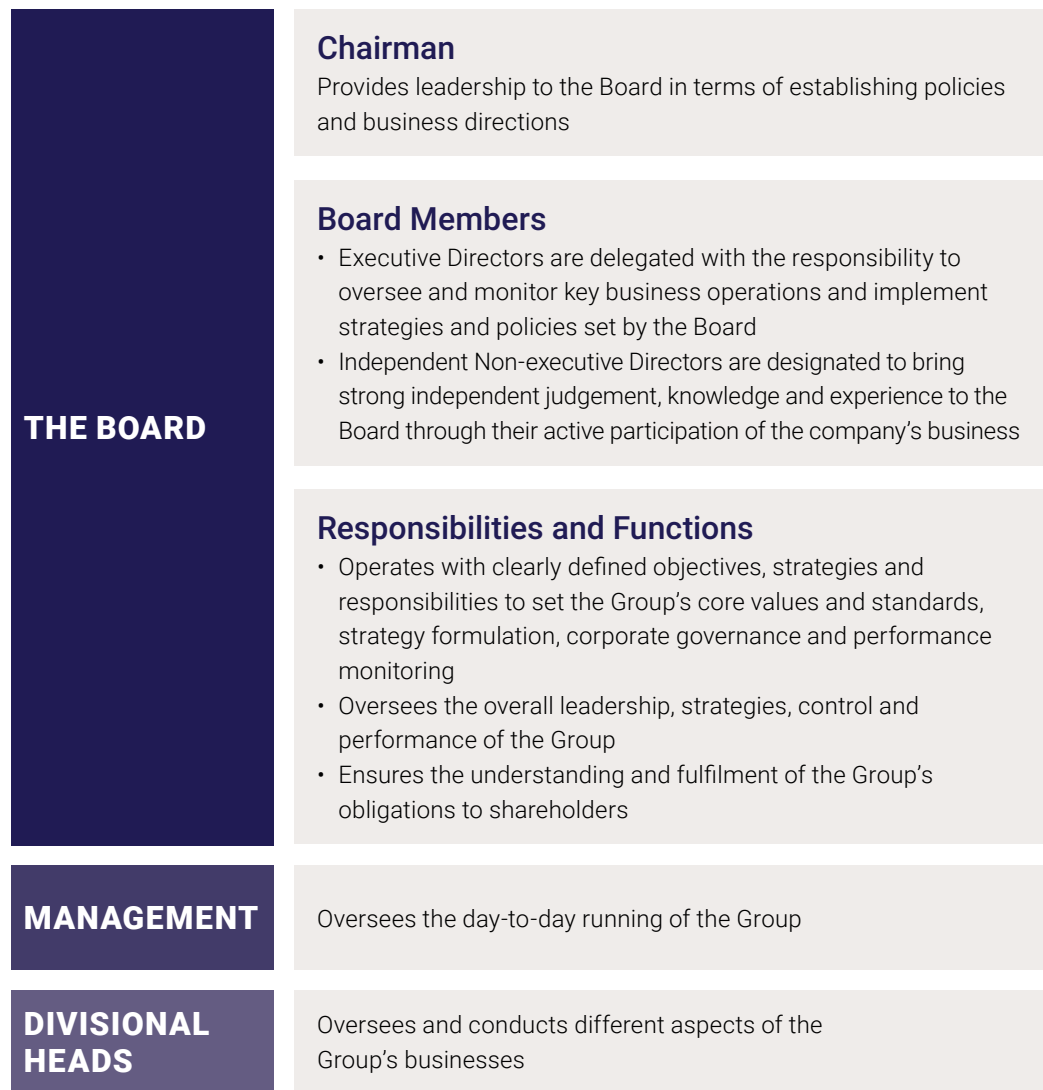 THE BOARD
Chairman
Provides leadership to the Board in terms of establishing policies
and business directions
Board Members
• Executive Directors are delegated with the responsibility to
oversee and monitor key business operations and implement
strategies and policies set by the Board
• Independent Non-executive Directors are designated to bring
strong independent judgement, knowledge and experience to the
Board through their active participation of the company’s business
Responsibilities and Functions
• Operates with clearly defined objectives, strategies and
responsibilities to set the Group’s core values and standards,
strategy formulation, corporate governance and performance
monitoring
• Oversees the overall leadership, strategies, control and
performance of the Group
• Ensures the understanding and fulfilment of the Group’s
obligations to shareholders
MANAGEMENT
Oversees the day-to-day running of the Group
DIVISIONAL
HEADS
Oversees and conducts different aspects of the
Group’s businesses